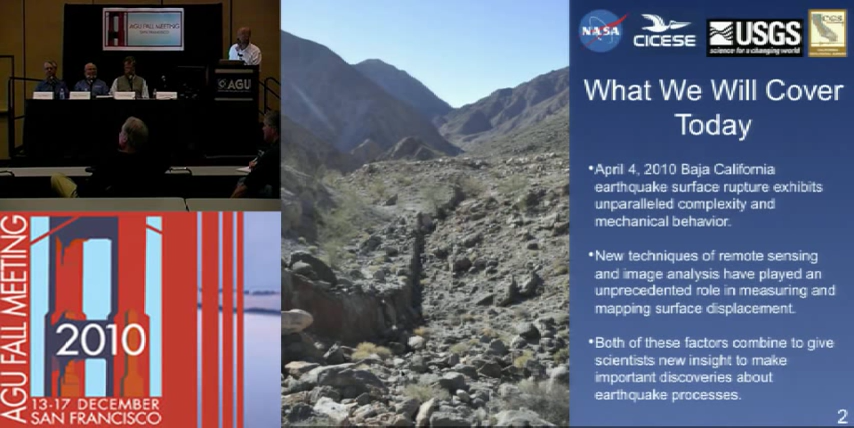 AGU FALL MEETING
SAN FRANCISCO
AGU
AGU FALL MEETING
2010
13-17 DECEMBER
SAN FRANCISCO
NASA
CICESE
USGS
science for a changing world
CGS
What We Will Cover
Today
•April 4, 2010 Baja California
earthquake surface rupture exhibits
unparalleled complexity and
mechanical behavior.
•New techniques of remote sensing
and image analysis have played an
unprecedented role in measuring and
mapping surface displacement.
•Both of these factors combine to give
scientists new insight to make
important discoveries about
earthquake processes.
2